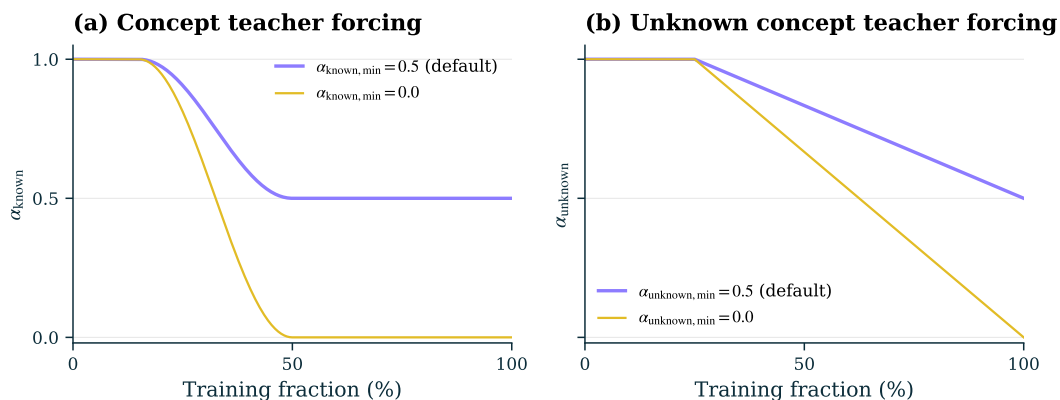 (a) Concept teacher forcing
1.0
0.5
0.0
α_known
α_known, min = 0.5 (default)
α_known, min = 0.0
0
50
100
Training fraction (%)
(b) Unknown concept teacher forcing
α_unknown
α_unknown, min = 0.5 (default)
α_unknown, min = 0.0
0
50
100
Training fraction (%)